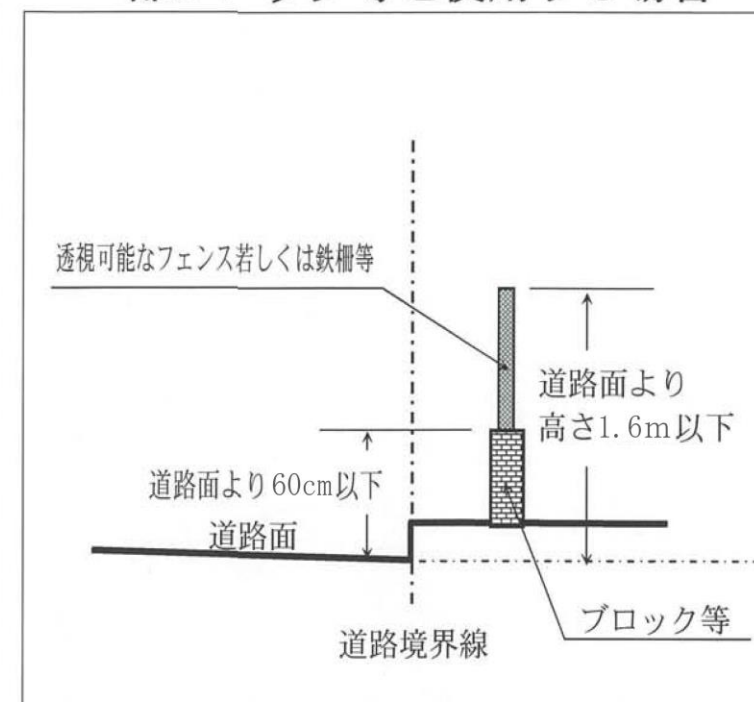 透視可能なフェンス若しくは鉄柵等
道路面より
高さ1.6m以下
道路面より60cm以下
道路面
ブロック等
道路境界線